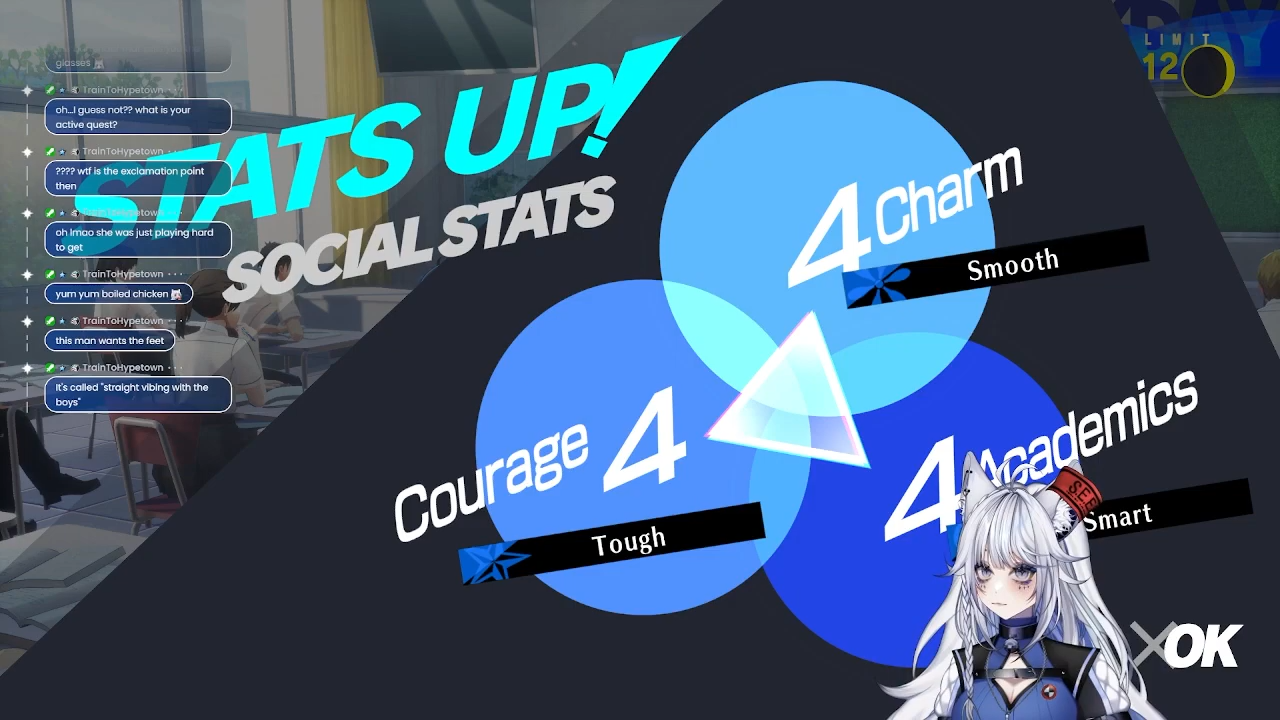 glasses
TrainToHypetown
oh...I guess not?? what is your
active quest?
TrainToHypetown
???? wtf is the exclamation point
then
TrainToHypetown
oh lmao she was just playing hard
to get
TrainToHypetown
yum yum boiled chicken
TrainToHypetown
this man wants the feet
TrainToHypetown
It's called "straight vibing with the
boys"
STATS UP!
SOCIAL STATS
LIMIT
12
4 Charm
Smooth
Courage 4
Tough
4 Academics
Smart
SEE
OK